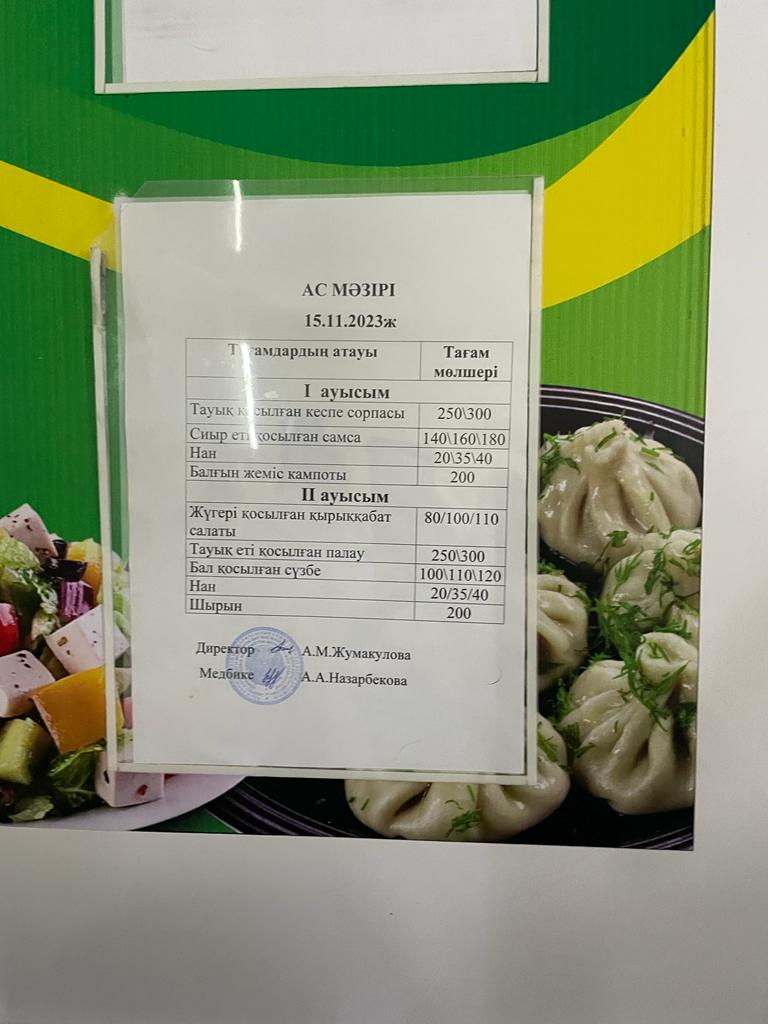 АС МӘЗІРІ
15.11.2023ж
Тағамдардың атауы Тағам
мөлшері
I ауысым
Тауық қосылған кеспе сорпасы 250\300
Сиыр еті қосылған самса 140\160\180
Нан 20\35\40
Балғын жеміс кампоты 200
II ауысым
Жүгері қосылған қырыққабат 80/100/110
салаты
Тауық еті қосылған палау 250\300
Бал қосылған сүзбе 100\110\120
Нан 20/35/40
Шырын 200
Директор А.М.Жумакулова
Медбике А.А.Назарбекова